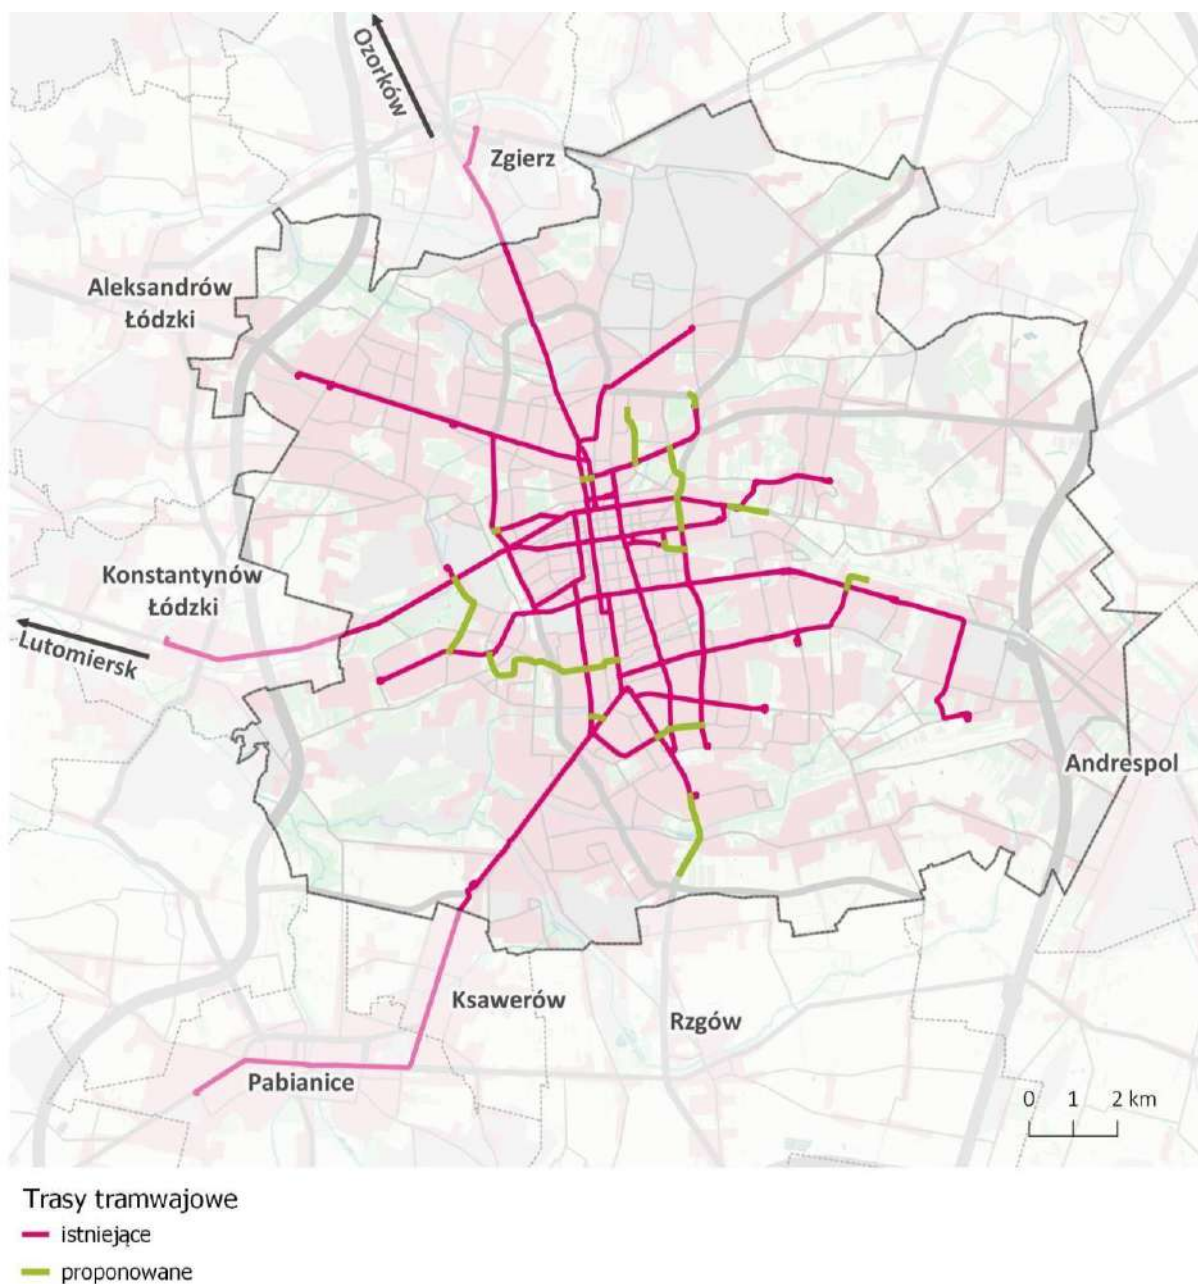 Ozorków
Zgierz
Aleksandrów
Łódzki
Konstantynów
Łódzki
Lutomiersk
Andrespol
Ksawerów
Rzgów
Pabianice
0 1 2 km
Trasy tramwajowe
istniejące
proponowane